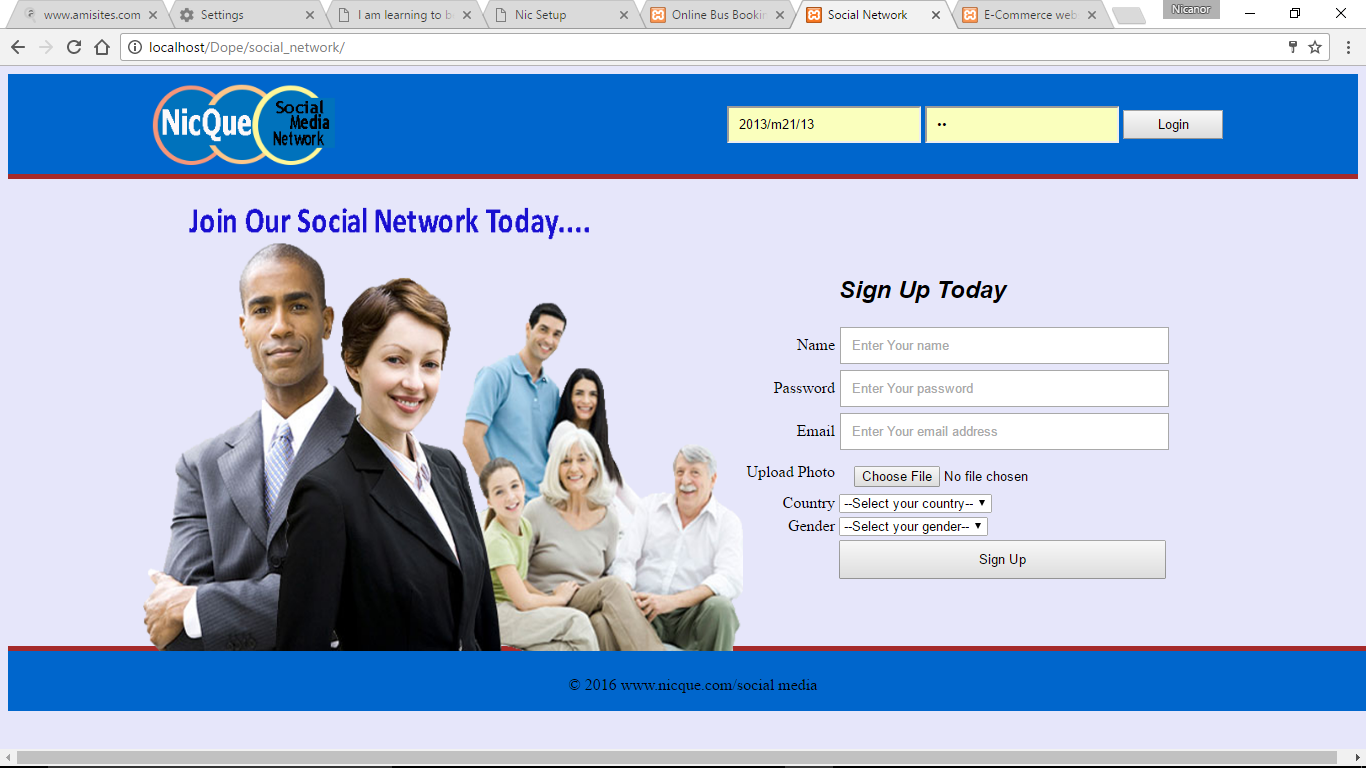 www.amisites.com
Settings
I am learning to b
Nic Setup
Online Bus Bookin
Social Network
E-Commerce web
Nicanor
localhost/Dope/social_network/
NicQue
Social
Media
Network
2013/m21/13
••
Login
Join Our Social Network Today....
Sign Up Today
Name
Enter Your name
Password
Enter Your password
Email
Enter Your email address
Upload Photo
Choose File No file chosen
Country
--Select your country--
Gender
--Select your gender--
Sign Up
© 2016 www.nicque.com/social media